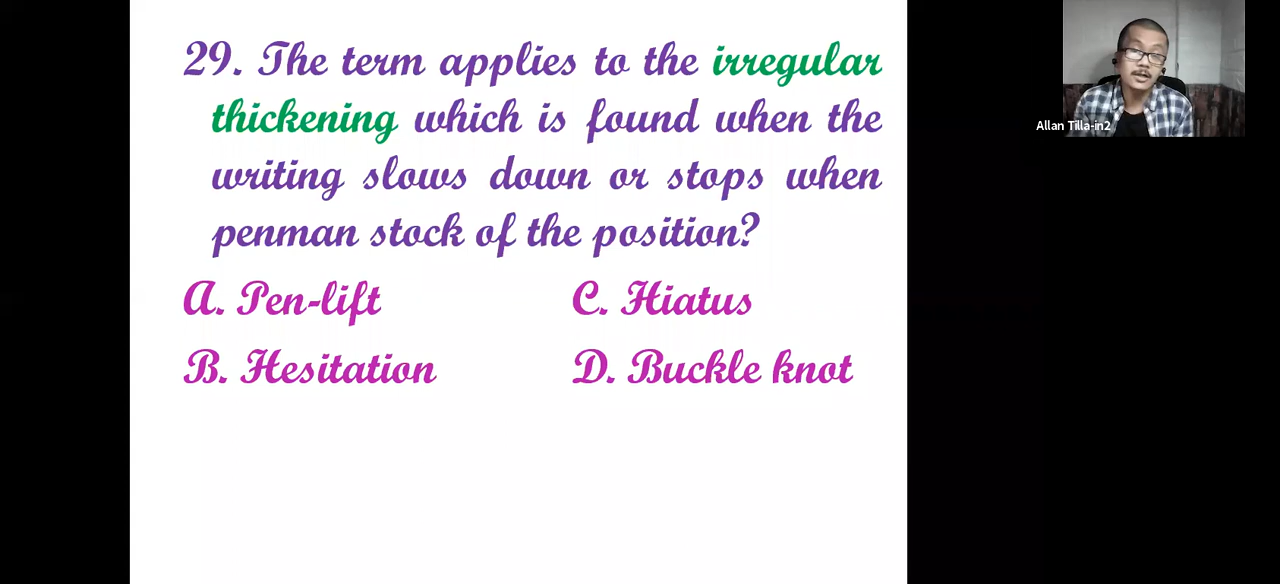 29. The term applies to the irregular
thickening which is found when the
writing slows down or stops when
penman stock of the position?
A. Pen-lift
C. Hiatus
B. Hesitation
D. Buckle knot
Allan Tilla-in2